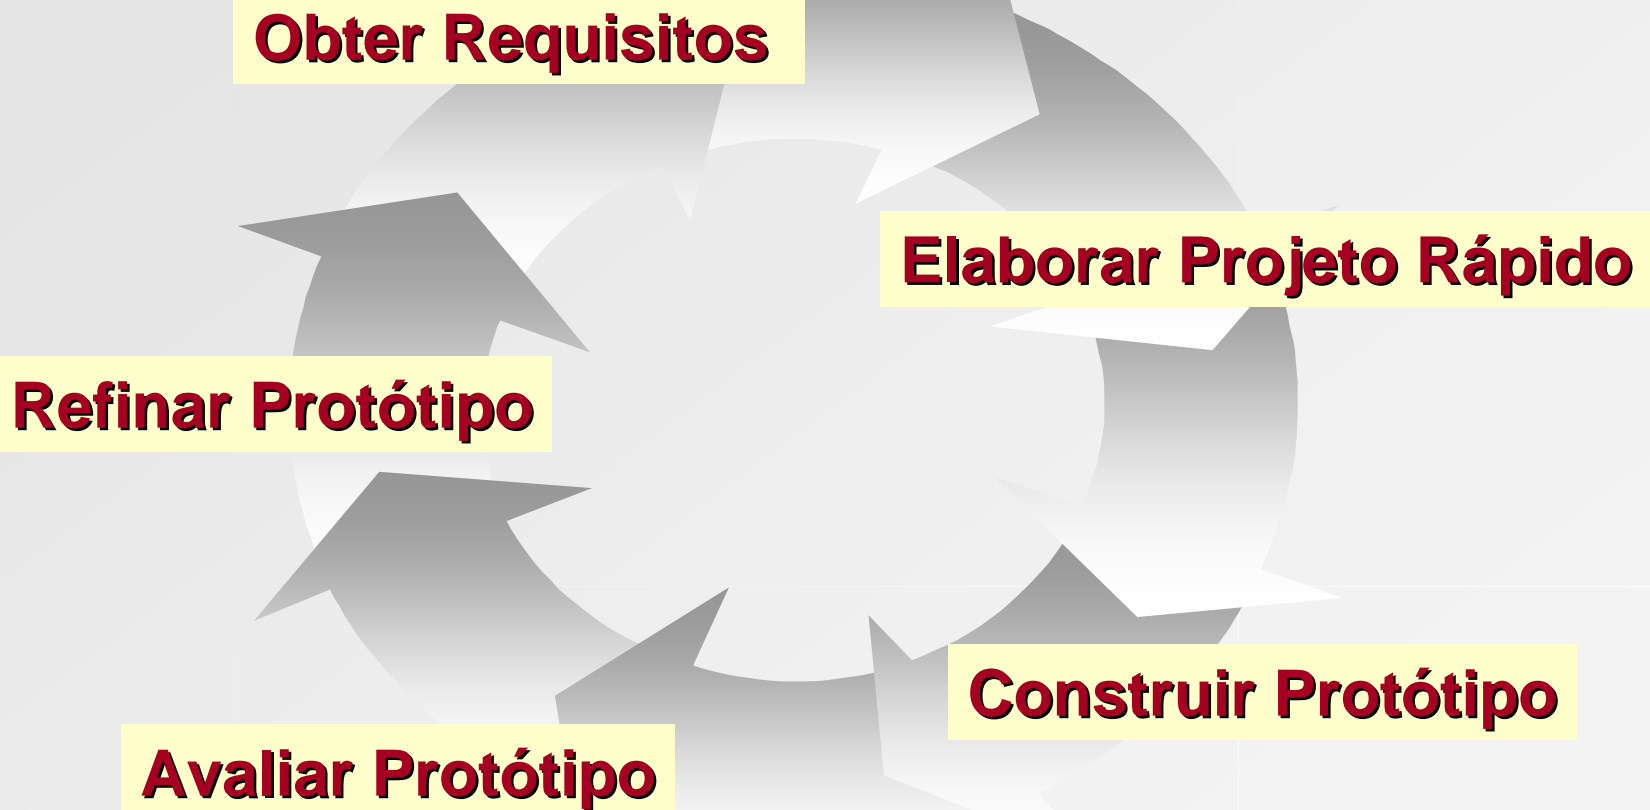 Obter Requisitos
Elaborar Projeto Rápido
Refinar Protótipo
Construir Protótipo
Avaliar Protótipo